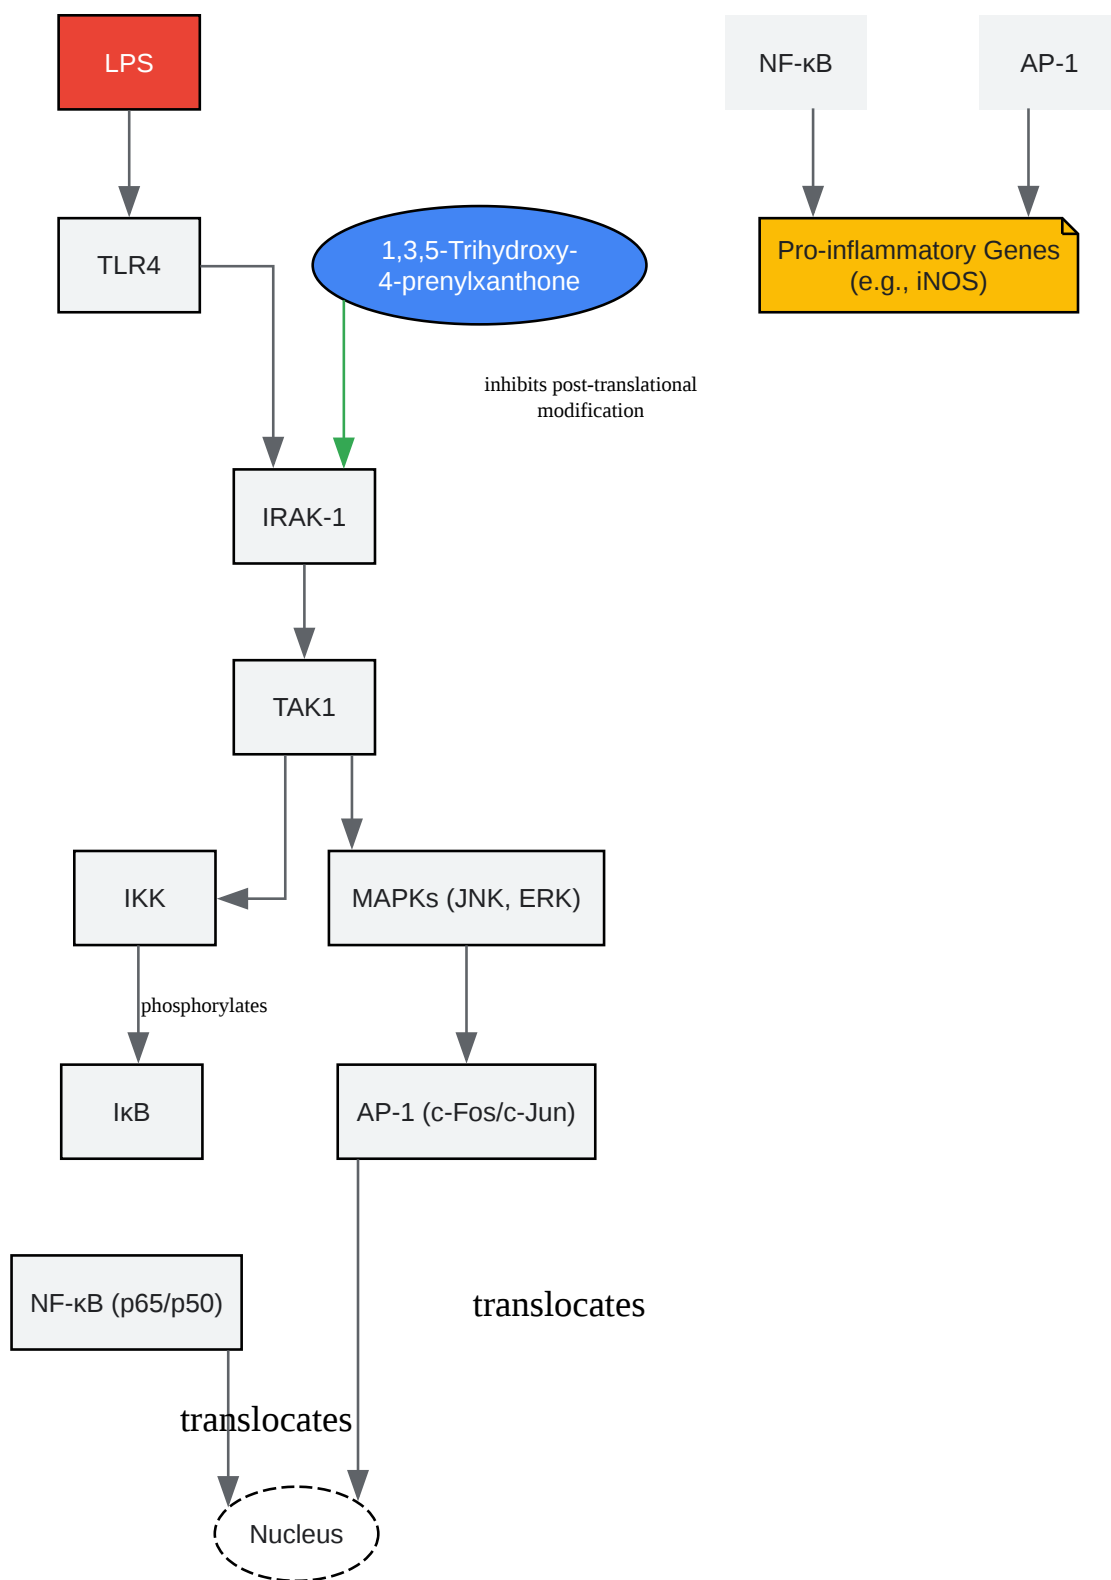 LPS
NF-κB
AP-1
TLR4
1,3,5-Trihydroxy-
4-prenylxanthone
Pro-inflammatory Genes
(e.g., iNOS)
inhibits post-translational
modification
IRAK-1
TAK1
IKK
MAPKs (JNK, ERK)
phosphorylates
IκB
AP-1 (c-Fos/c-Jun)
NF-κB (p65/p50)
translocates
translocates
Nucleus